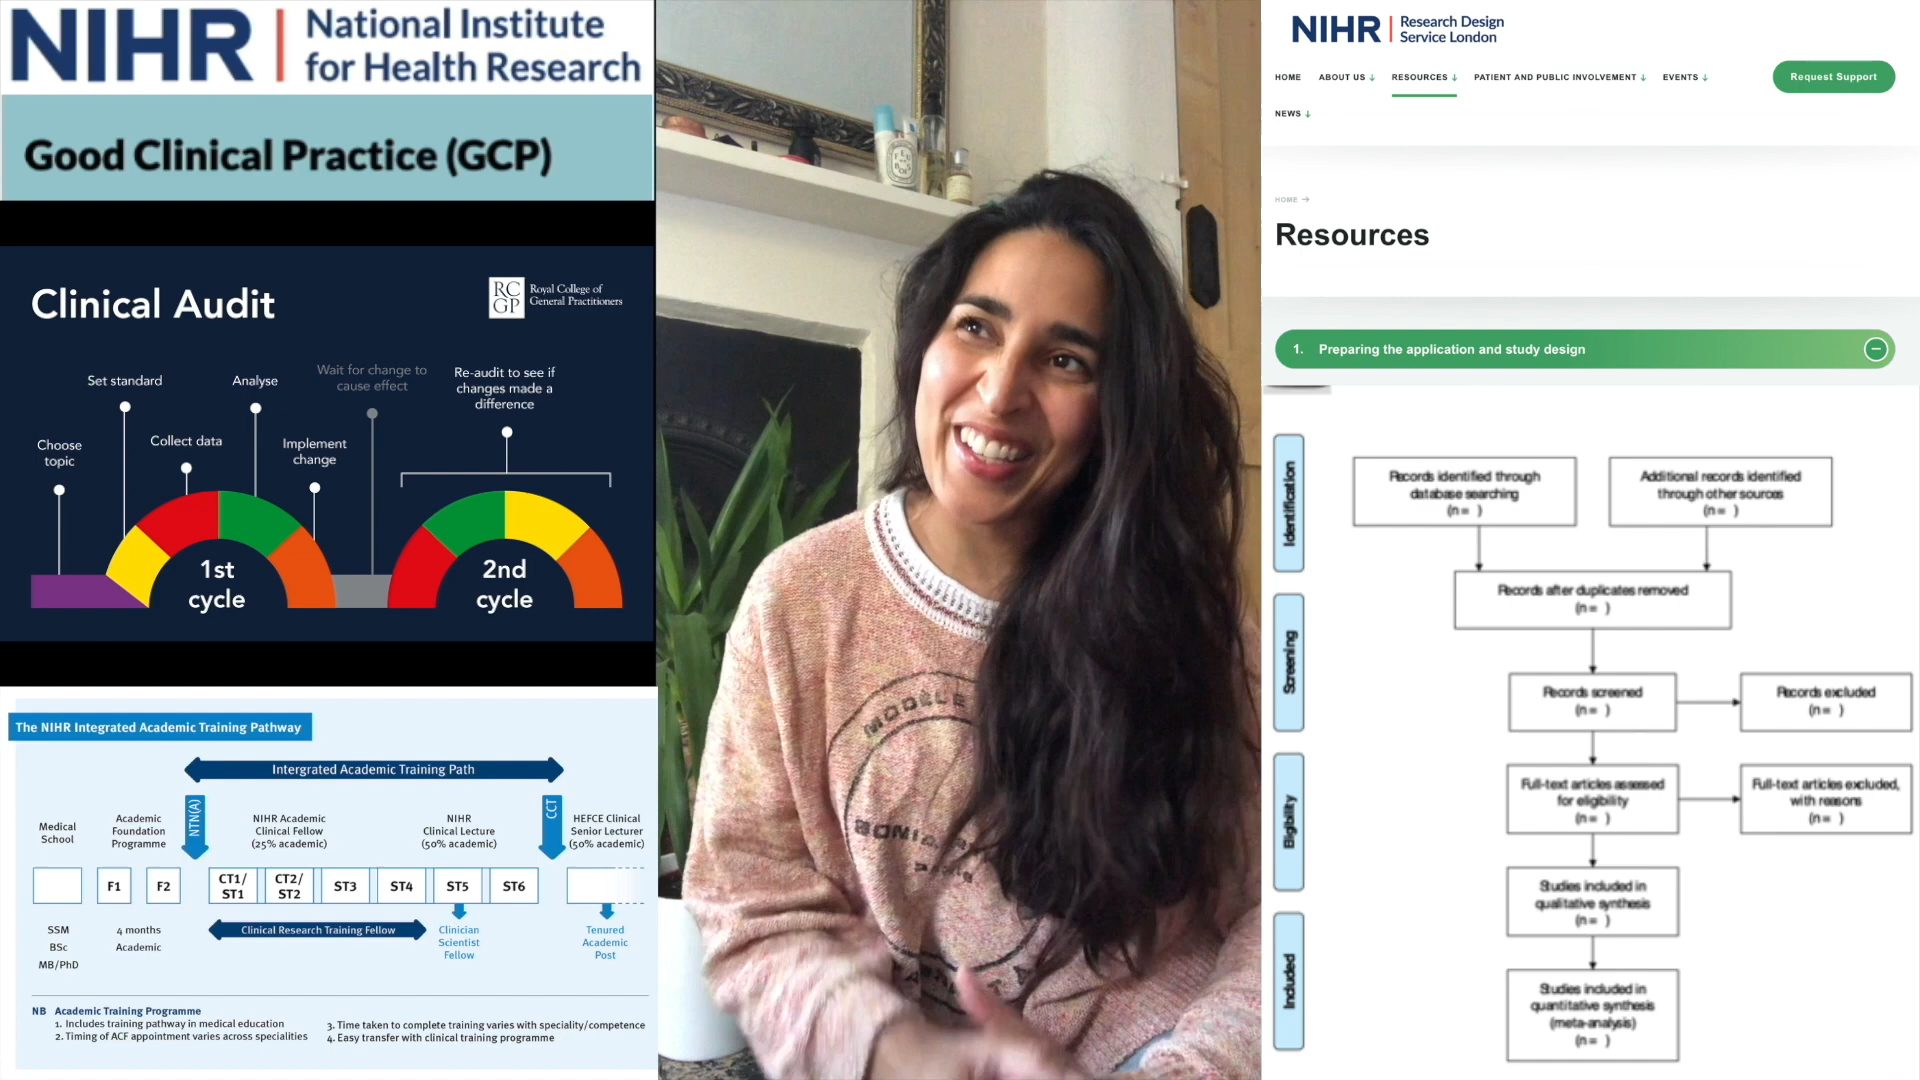 NIHR
National Institute
for Health Research
Good Clinical Practice (GCP)
Clinical Audit
RC
GP
Royal College of
General Practitioners
Set standard
Analyse
Wait for change to
cause effect
Re-audit to see if
changes made a
difference
Choose
topic
Collect data
Implement
change
1st
cycle
2nd
cycle
The NIHR Integrated Academic Training Pathway
Intergrated Academic Training Path
NTN(A)
CCT
Medical
School
Academic
Foundation
Programme
NIHR Academic
Clinical Fellow
(25% academic)
NIHR
Clinical Lecture
(50% academic)
HEFCE Clinical
Senior Lecturer
(50% academic)
F1
F2
CT1/
ST1
CT2/
ST2
ST3
ST4
ST5
ST6
SSM
BSc
MB/PhD
4 months
Academic
Clinical Research Training Fellow
Clinician
Scientist
Fellow
Tenured
Academic
Post
NB Academic Training Programme
1. Includes training pathway in medical education
2. Timing of ACF appointment varies across specialities
3. Time taken to complete training varies with speciality/competence
4. Easy transfer with clinical training programme
MODELE
NIHR
Research Design
Service London
HOME ABOUT US RESOURCES PATIENT AND PUBLIC INVOLVEMENT EVENTS
Request Support
NEWS
HOME
Resources
1. Preparing the application and study design
Identification
Records identified through
database searching
(n = )
Additional records identified
through other sources
(n = )
Records after duplicates removed
(n = )
Screening
Records screened
(n = )
Records excluded
(n = )
Eligibility
Full-text articles assessed
for eligibility
(n = )
Full-text articles excluded,
with reasons
(n = )
Studies included in
qualitative synthesis
(n = )
Included
Studies included in
quantitative synthesis
(meta-analysis)
(n = )